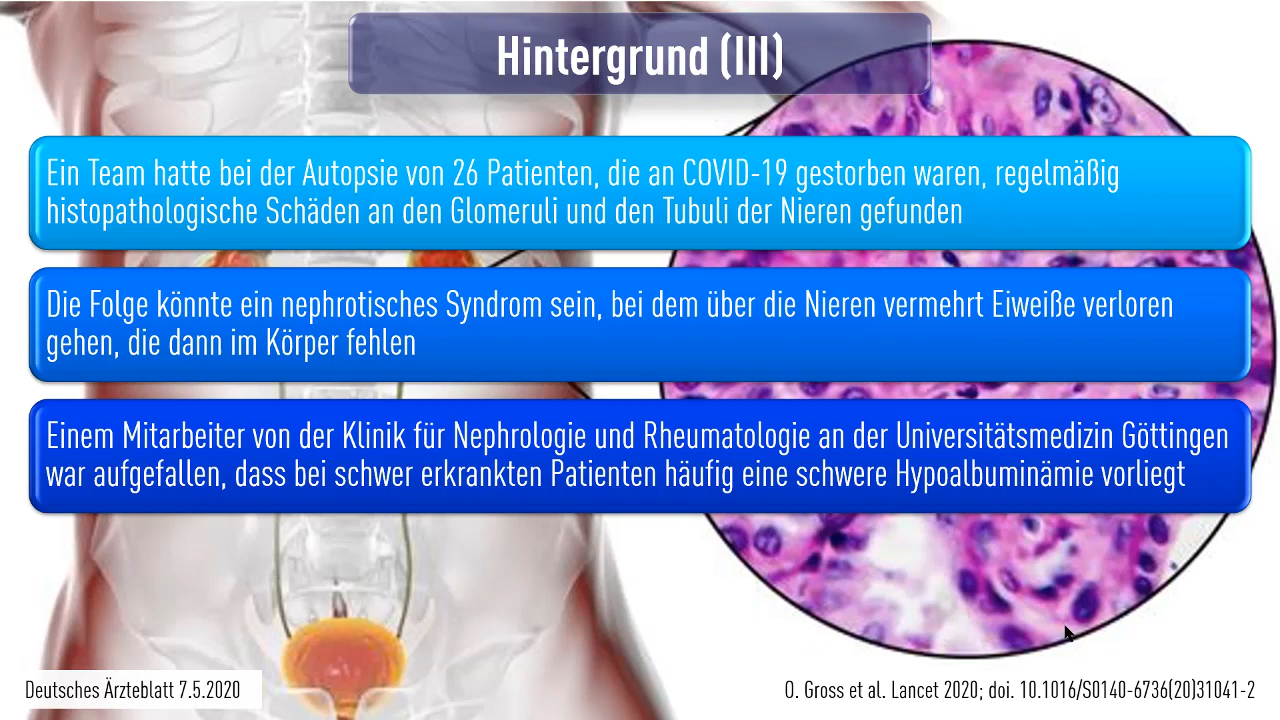 Hintergrund (III)
Ein Team hatte bei der Autopsie von 26 Patienten, die an COVID-19 gestorben waren, regelmäßig
histopathologische Schäden an den Glomeruli und den Tubuli der Nieren gefunden
Die Folge könnte ein nephrotisches Syndrom sein, bei dem über die Nieren vermehrt Eiweiße verloren
gehen, die dann im Körper fehlen
Einem Mitarbeiter von der Klinik für Nephrologie und Rheumatologie an der Universitätsmedizin Göttingen
war aufgefallen, dass bei schwer erkrankten Patienten häufig eine schwere Hypoalbuminämie vorliegt
Deutsches Ärzteblatt 7.5.2020
O. Gross et al. Lancet 2020; doi. 10.1016/S0140-6736(20)31041-2